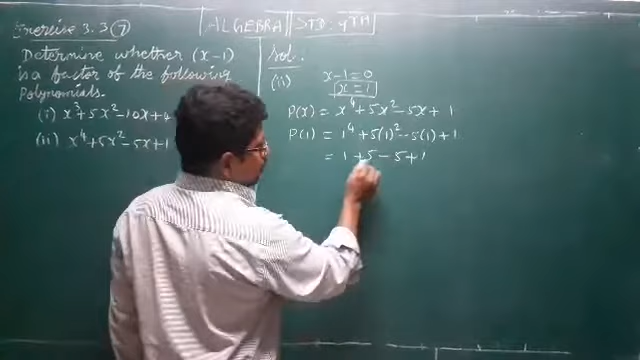 ALGEBRA STD: 9TH
Exercise 3.3 (7)
Determine whether (x-1)
is a factor of the following
Polynomials.
(i) x³+5x²-10x+4
(ii) x⁴+5x²-5x+1
Sol.
(ii) x-1=0
x=1
P(x) = x⁴+5x²-5x+1
P(1) = 1⁴+5(1)²-5(1)+1
= 1+5-5+1